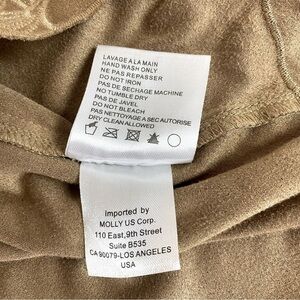 LAVAGE A LA MAIN
HAND WASH ONLY
NE PAS REPASSER
DO NOT IRON
PAS DE SECHAGE MACHINE
NO TUMBLE DRY
PAS DE JAVEL
DO NOT BLEACH
PAS NETTOYAGE A SEC AUTORISE
DRY CLEAN ALLOWED
Imported by
MOLLY US Corp.
110 East,9th Street
Suite B535
CA 90079-LOS ANGELES
USA